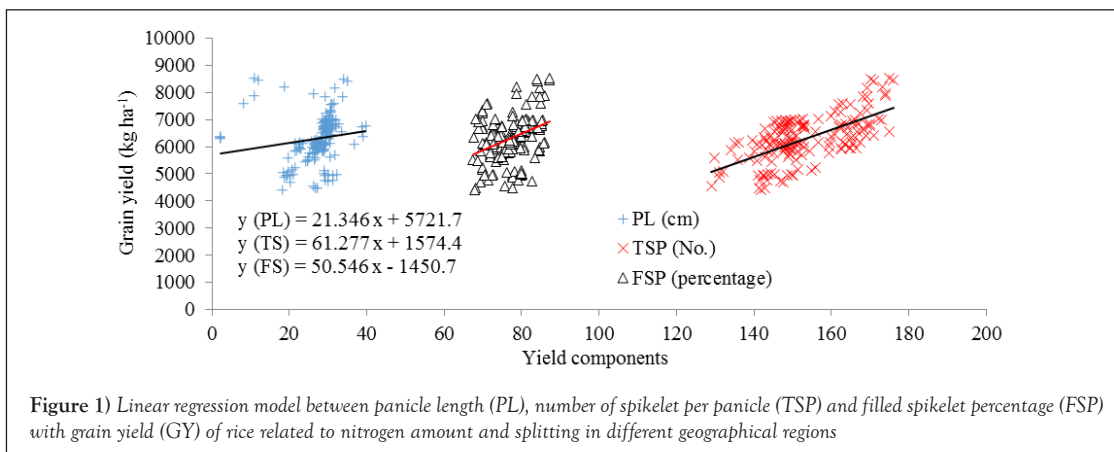 10000
9000
8000
7000
6000
5000
4000
3000
2000
1000
0
Grain yield (kg ha⁻¹)
y (PL) = 21.346x + 5721.7
y (TS) = 61.277x + 1574.4
y (FS) = 50.546x - 1450.7
PL (cm)
TSP (No.)
FSP (percentage)
0 20 40 60 80 100 120 140 160 180 200
Yield components
Figure 1) Linear regression model between panicle length (PL), number of spikelet per panicle (TSP) and filled spikelet percentage (FSP)
with grain yield (GY) of rice related to nitrogen amount and splitting in different geographical regions